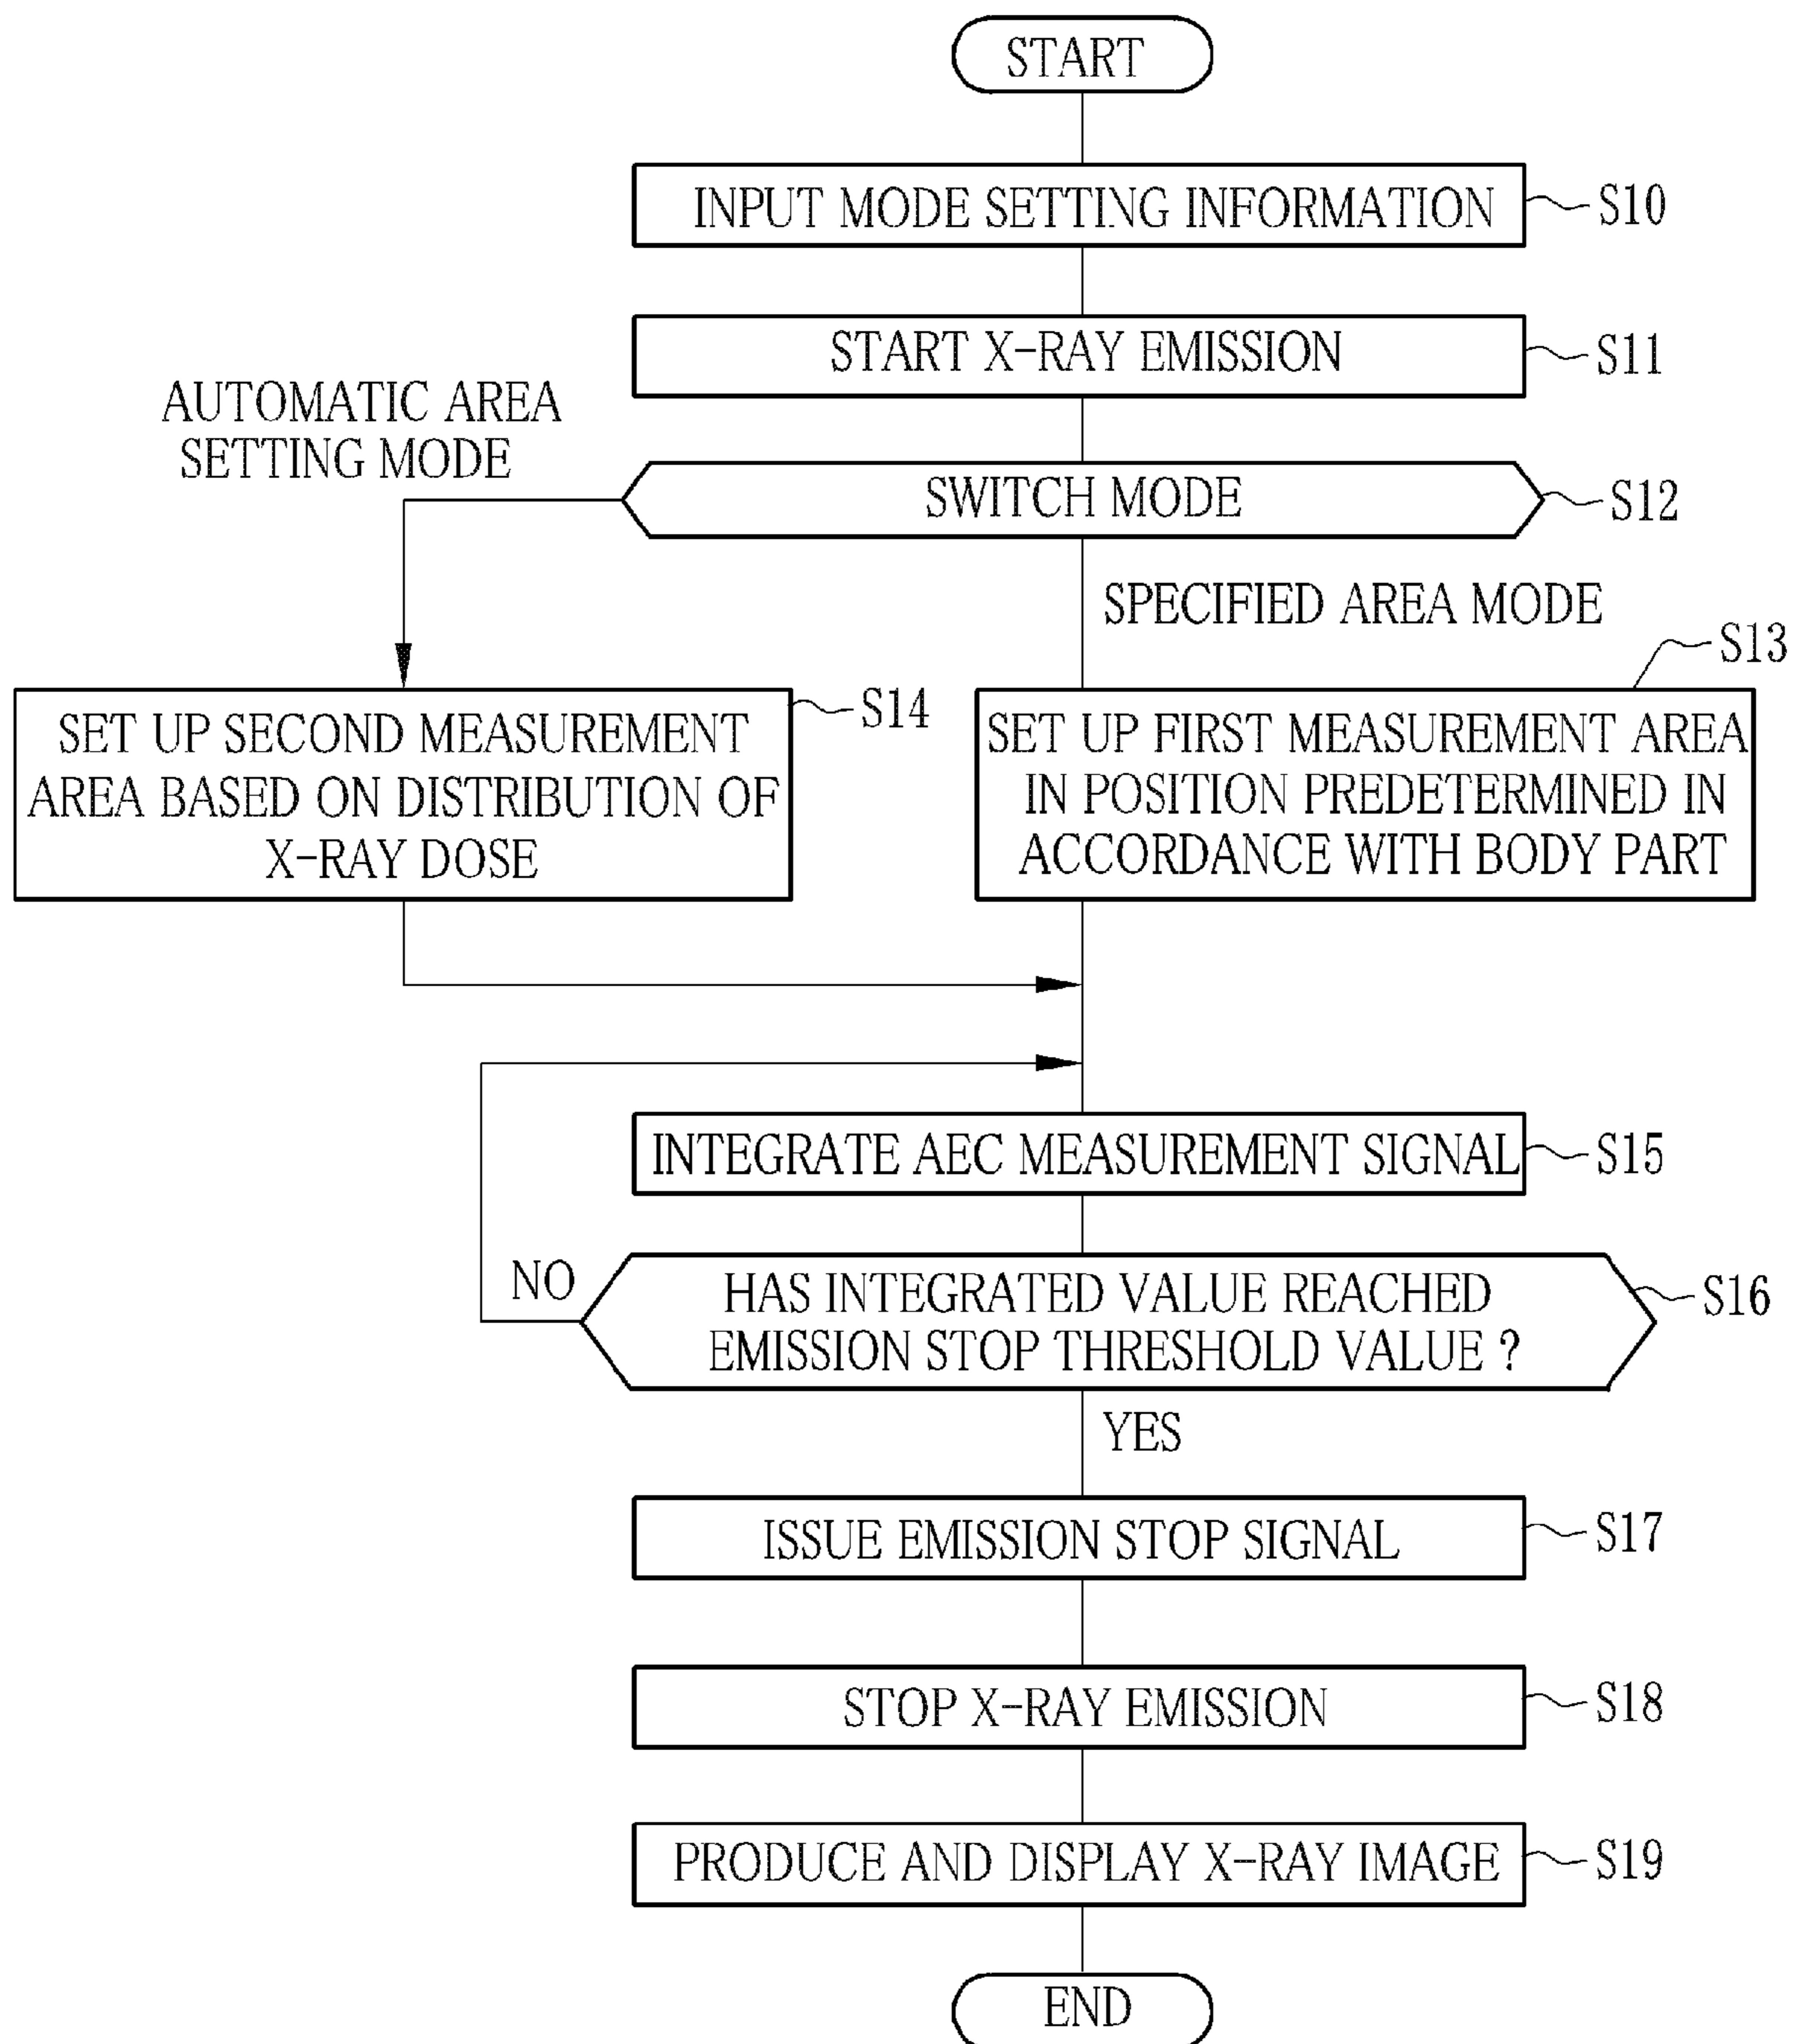 START
INPUT MODE SETTING INFORMATION
S10
START X-RAY EMISSION
S11
AUTOMATIC AREA
SETTING MODE
SWITCH MODE
S12
SPECIFIED AREA MODE
S13
SET UP SECOND MEASUREMENT
AREA BASED ON DISTRIBUTION OF
X-RAY DOSE
S14
SET UP FIRST MEASUREMENT AREA
IN POSITION PREDETERMINED IN
ACCORDANCE WITH BODY PART
INTEGRATE AEC MEASUREMENT SIGNAL
S15
NO
HAS INTEGRATED VALUE REACHED
EMISSION STOP THRESHOLD VALUE ?
S16
YES
ISSUE EMISSION STOP SIGNAL
S17
STOP X-RAY EMISSION
S18
PRODUCE AND DISPLAY X-RAY IMAGE
S19
END